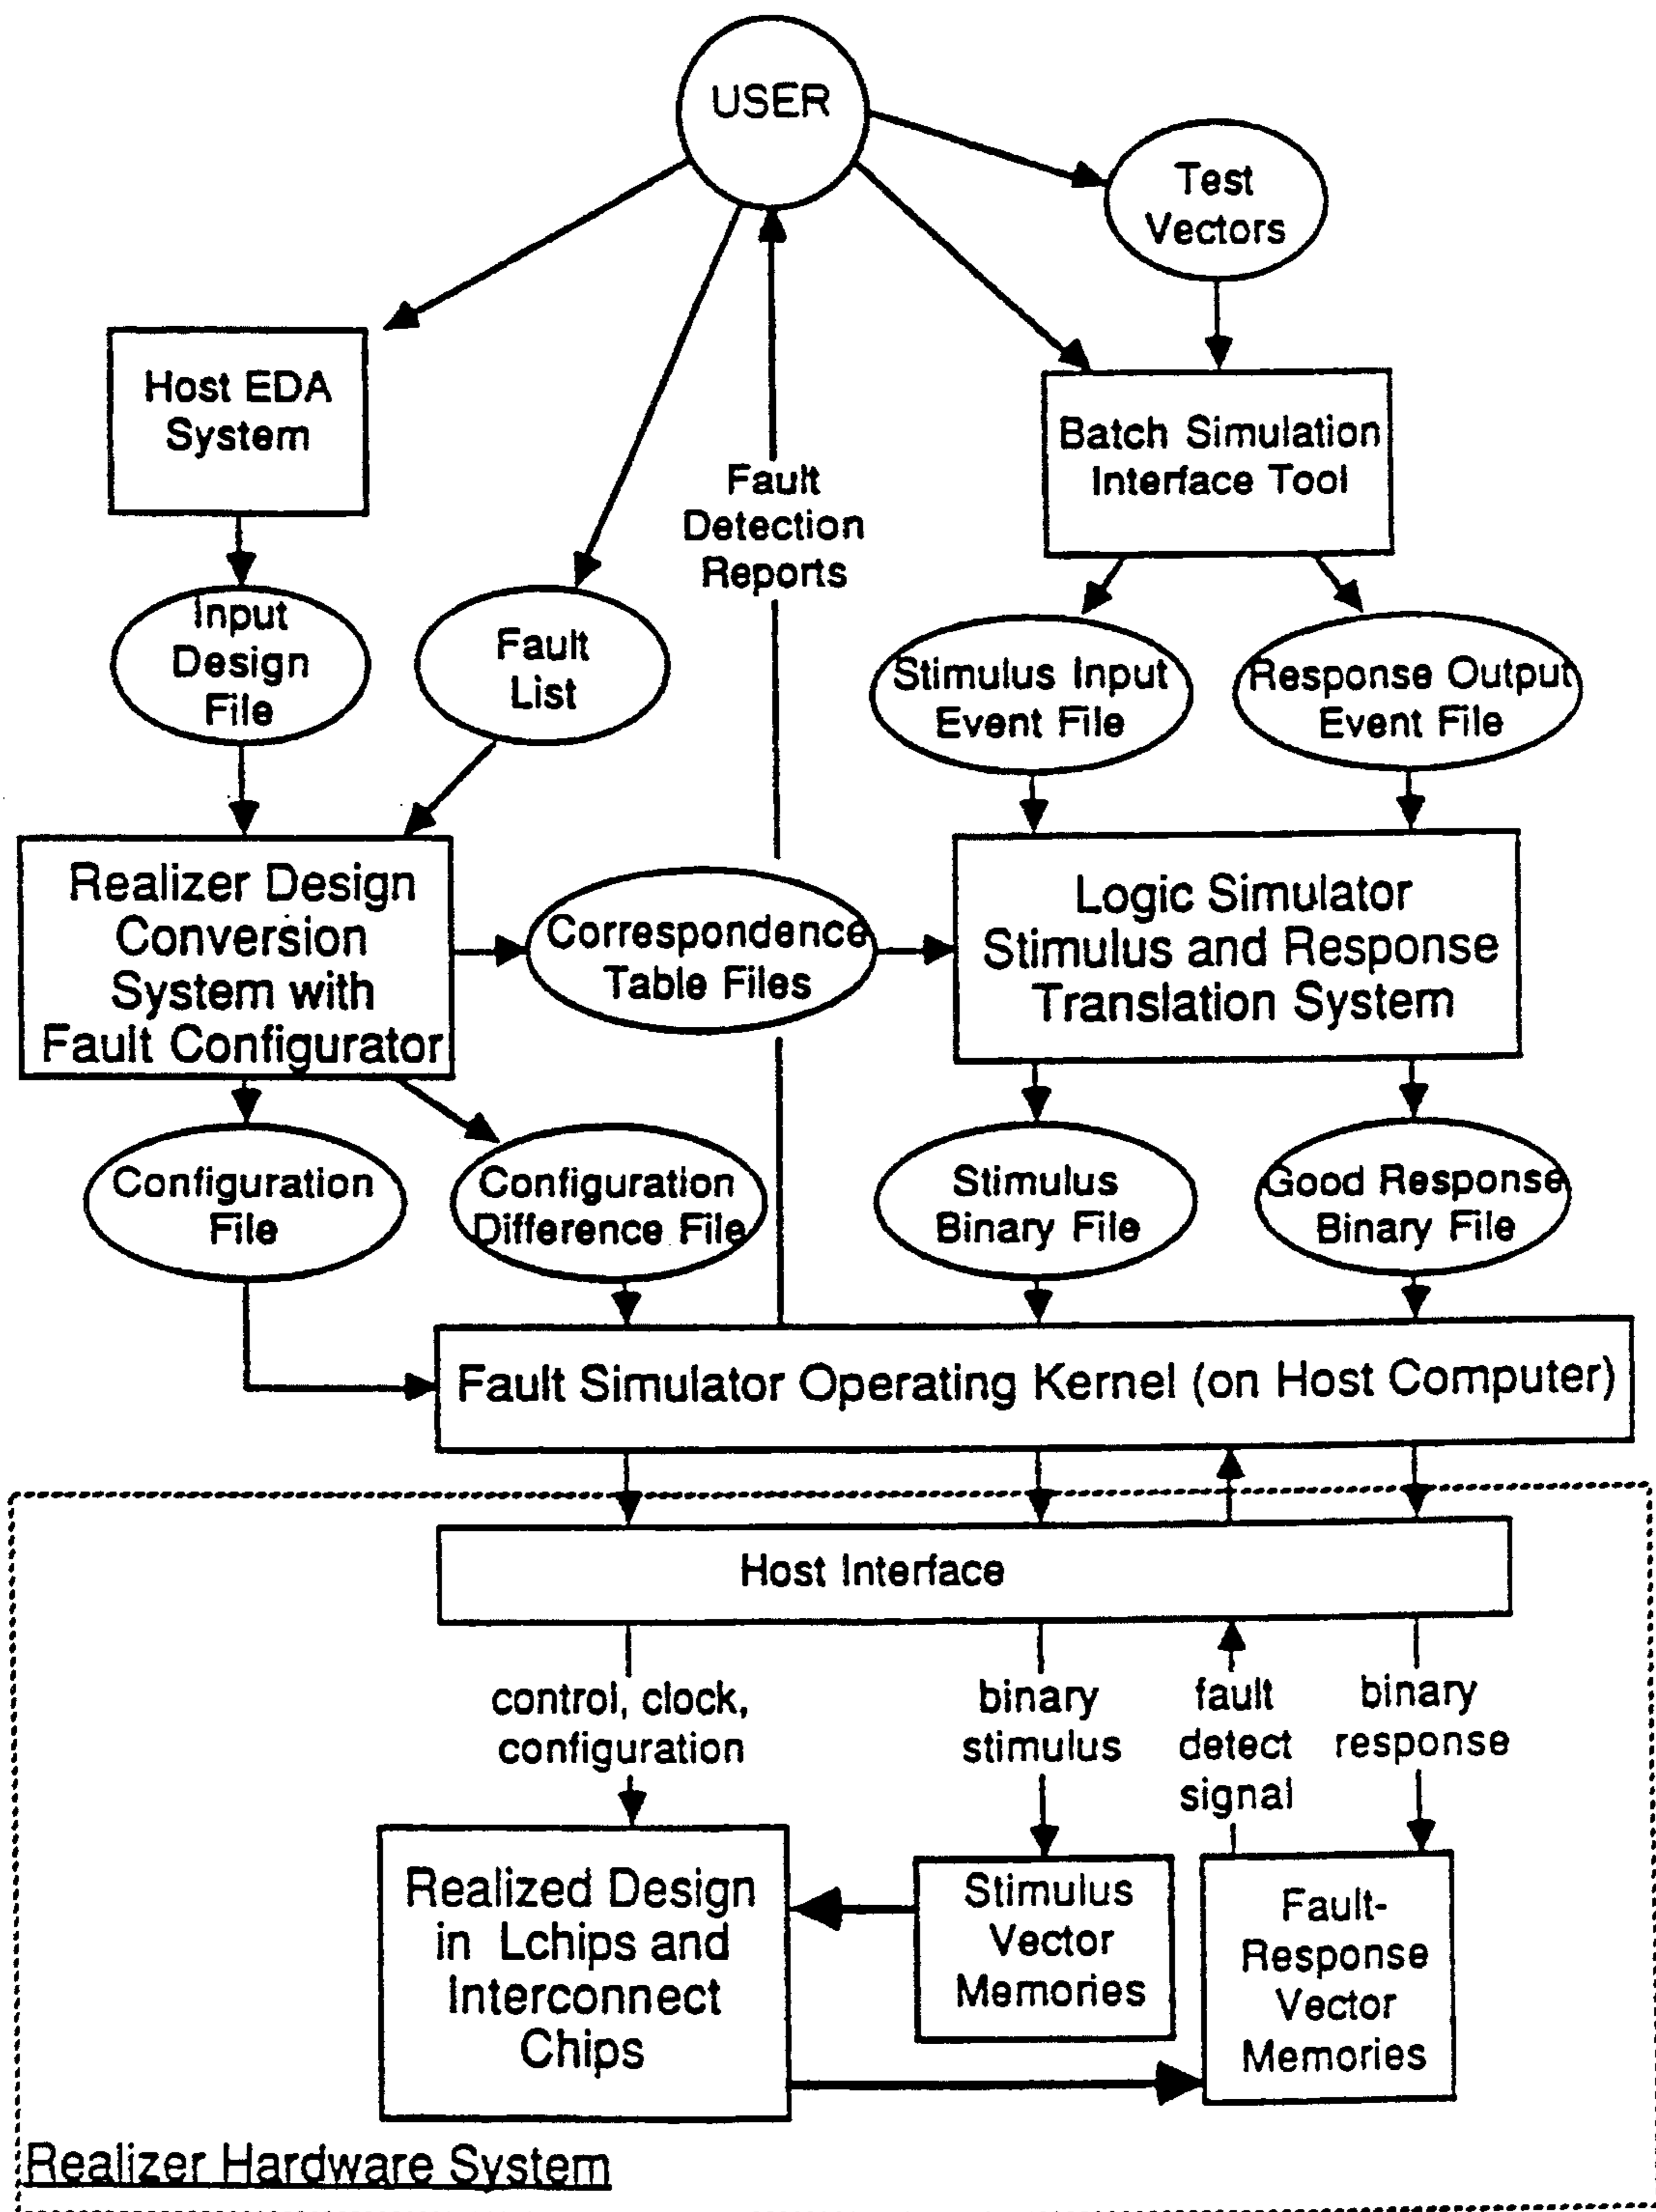 USER
Test
Vectors
Host EDA
System
Batch Simulation
Interface Tool
Fault
Detection
Reports
Input
Design
File
Fault
List
Stimulus Input
Event File
Response Output
Event File
Realizer Design
Conversion
System with
Fault Configurator
Correspondence
Table Files
Logic Simulator
Stimulus and Response
Translation System
Configuration
File
Configuration
Difference File
Stimulus
Binary File
Good Response
Binary File
Fault Simulator Operating Kernel (on Host Computer)
Host Interface
control, clock,
configuration
binary
stimulus
fault
detect
signal
binary
response
Realized Design
in Lchips and
Interconnect
Chips
Stimulus
Vector
Memories
Fault-
Response
Vector
Memories
Realizer Hardware System